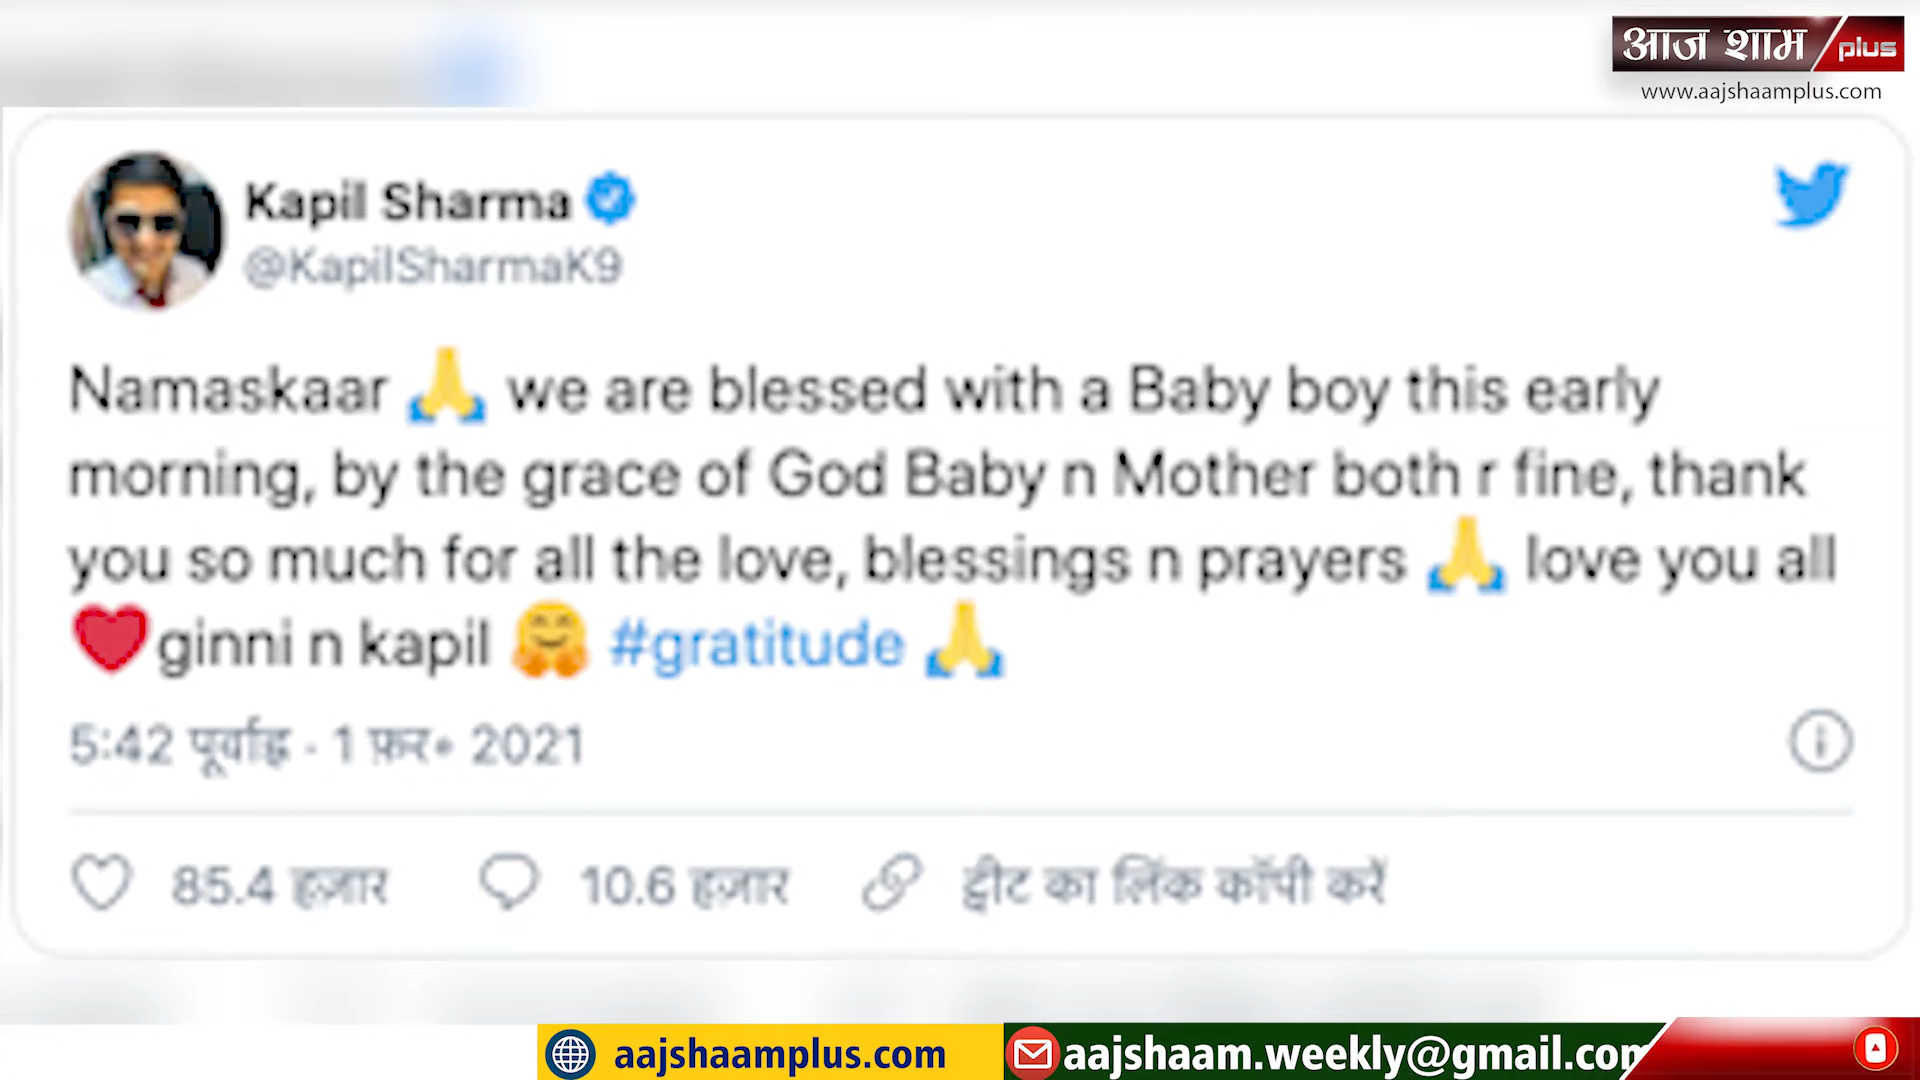 आज शाम plus
www.aajshaamplus.com
Kapil Sharma
@KapilSharmaK9
Namaskaar 🙏 we are blessed with a Baby boy this early
morning, by the grace of God Baby n Mother both r fine, thank
you so much for all the love, blessings n prayers 🙏 love you all
❤️ginni n kapil 🤗 #gratitude 🙏
5:42 पूर्वाह्न · 1 फ़र॰ 2021
85.4 हज़ार 10.6 हज़ार ट्वीट का लिंक कॉपी करें
aajshaamplus.com aajshaam.weekly@gmail.com